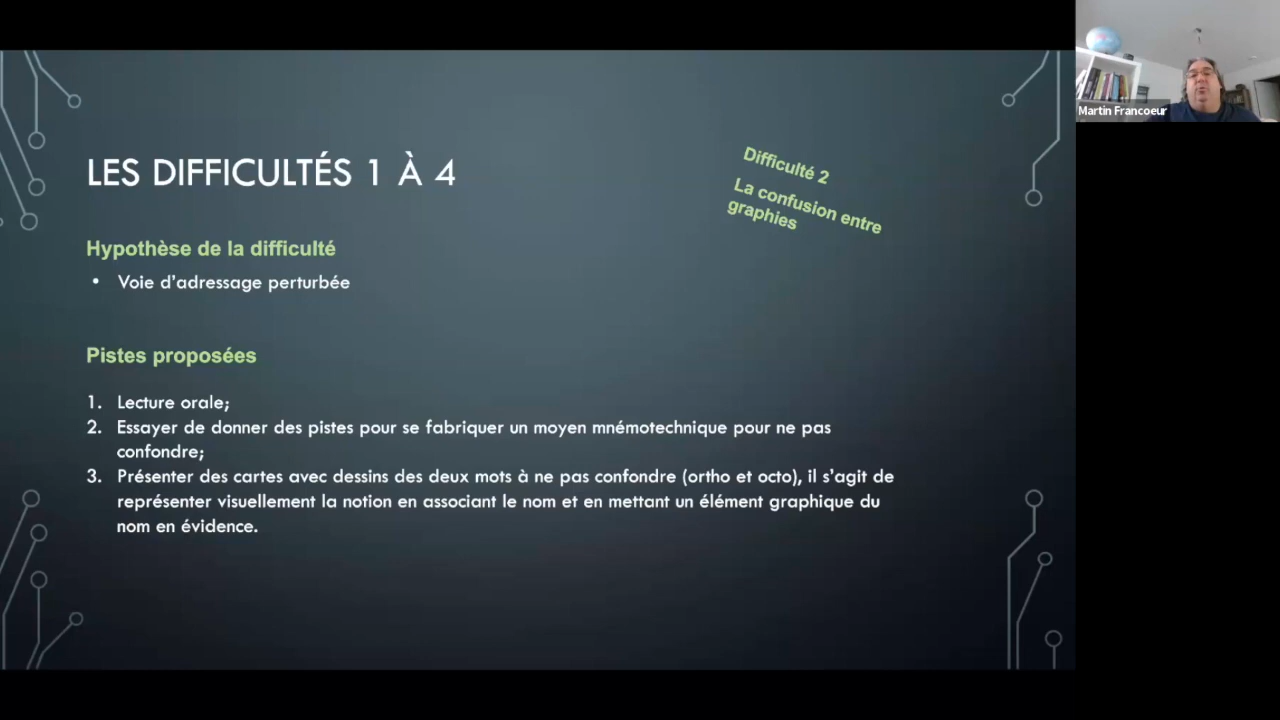 LES DIFFICULTÉS 1 À 4
Difficulté 2
La confusion entre
graphies
Hypothèse de la difficulté
• Voie d'adressage perturbée
Pistes proposées
1. Lecture orale;
2. Essayer de donner des pistes pour se fabriquer un moyen mnémotechnique pour ne pas
confondre;
3. Présenter des cartes avec dessins des deux mots à ne pas confondre (ortho et octo), il s'agit de
représenter visuellement la notion en associant le nom et en mettant un élément graphique du
nom en évidence.
Martin Francoeur